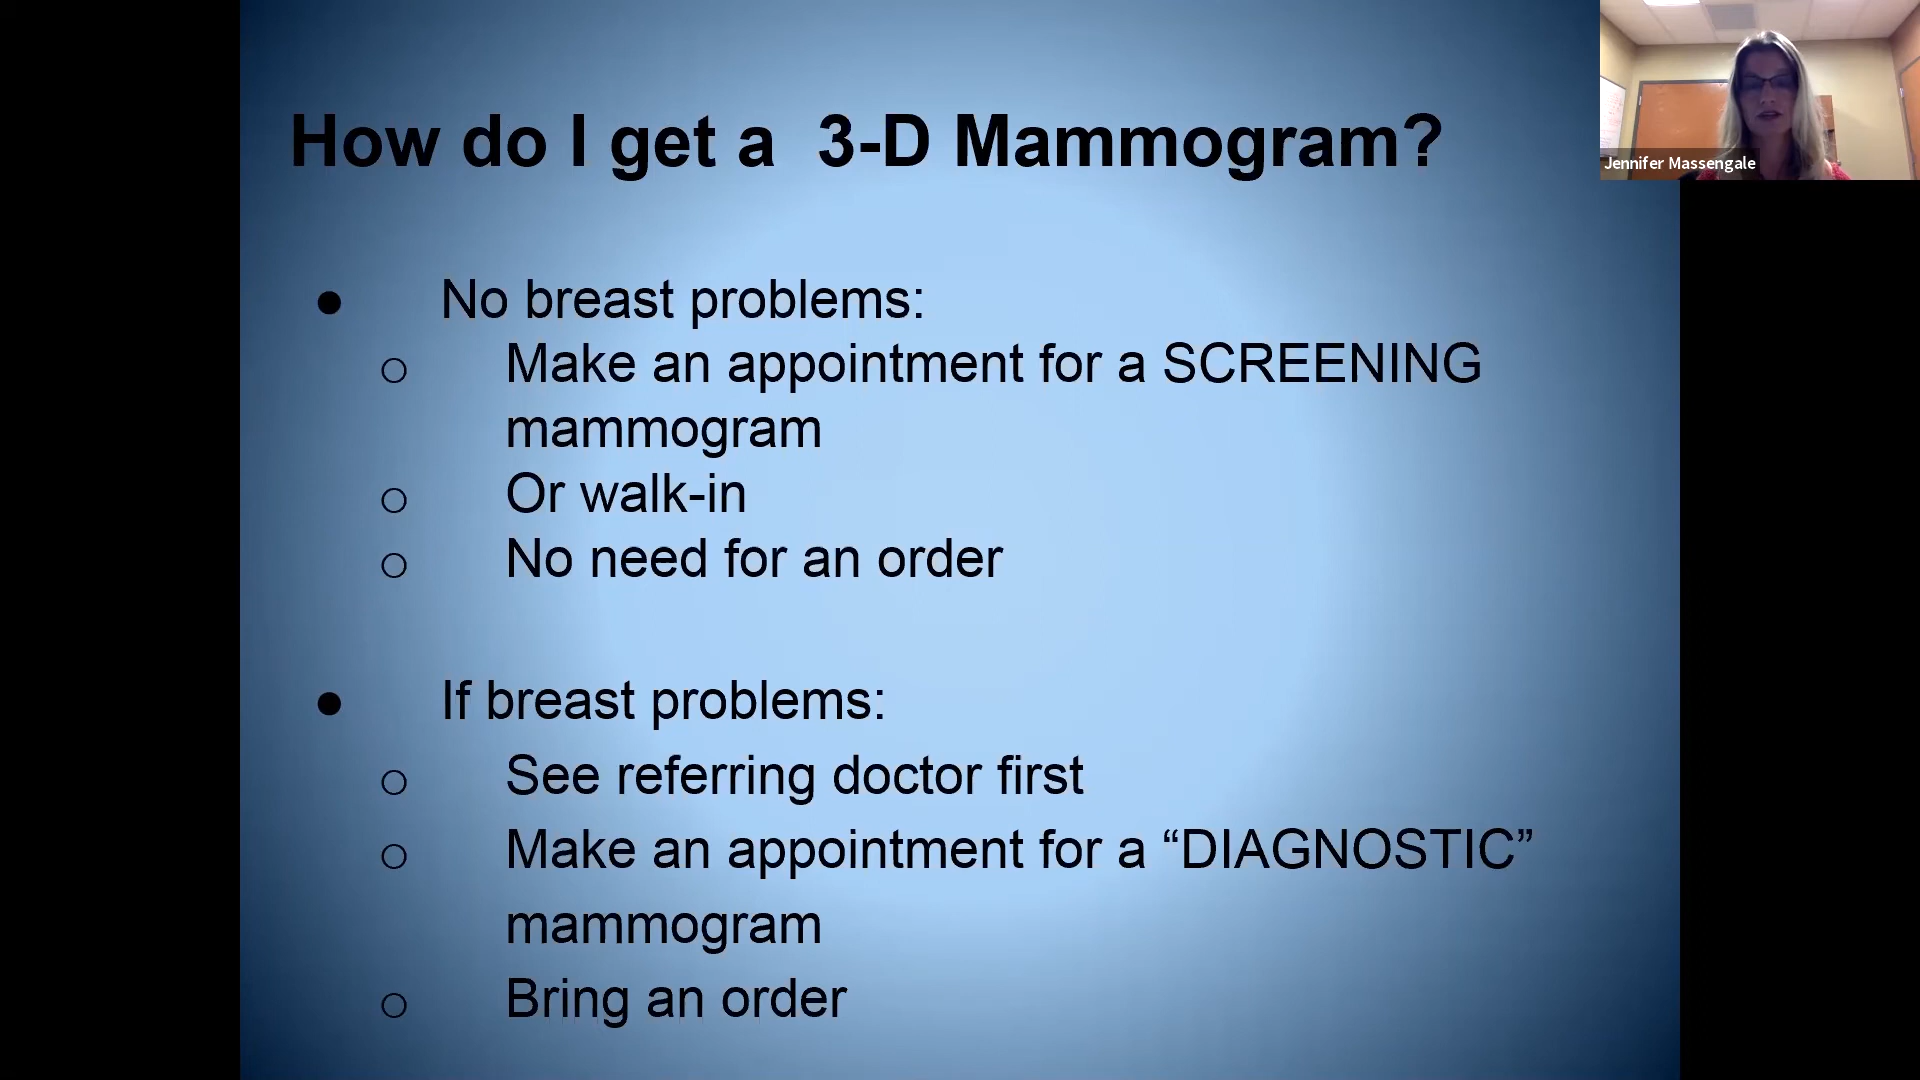 How do I get a  3-D Mammogram?
Jennifer Massengale
● No breast problems:
○ Make an appointment for a SCREENING
mammogram
○ Or walk-in
○ No need for an order
● If breast problems:
○ See referring doctor first
○ Make an appointment for a “DIAGNOSTIC”
mammogram
○ Bring an order